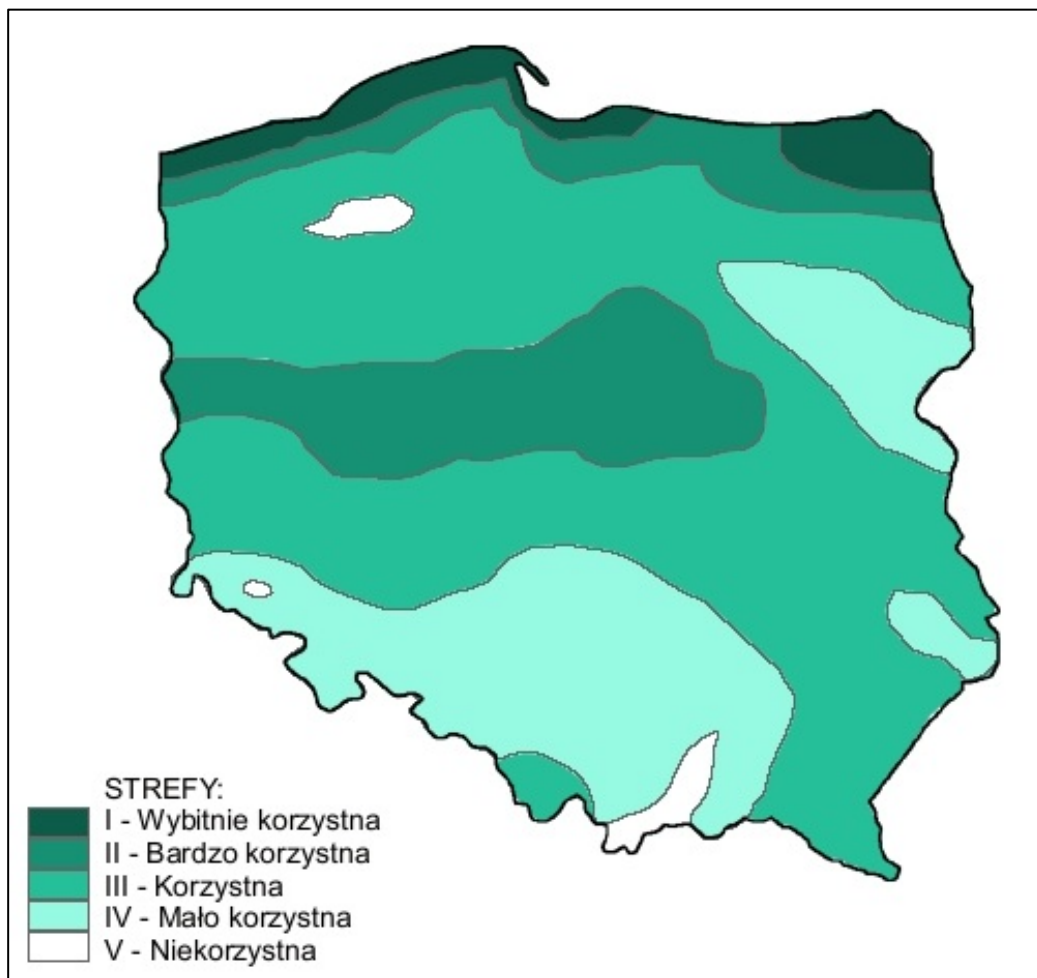 STREFY:
I - Wybitnie korzystna
II - Bardzo korzystna
III - Korzystna
IV - Mało korzystna
V - Niekorzystna